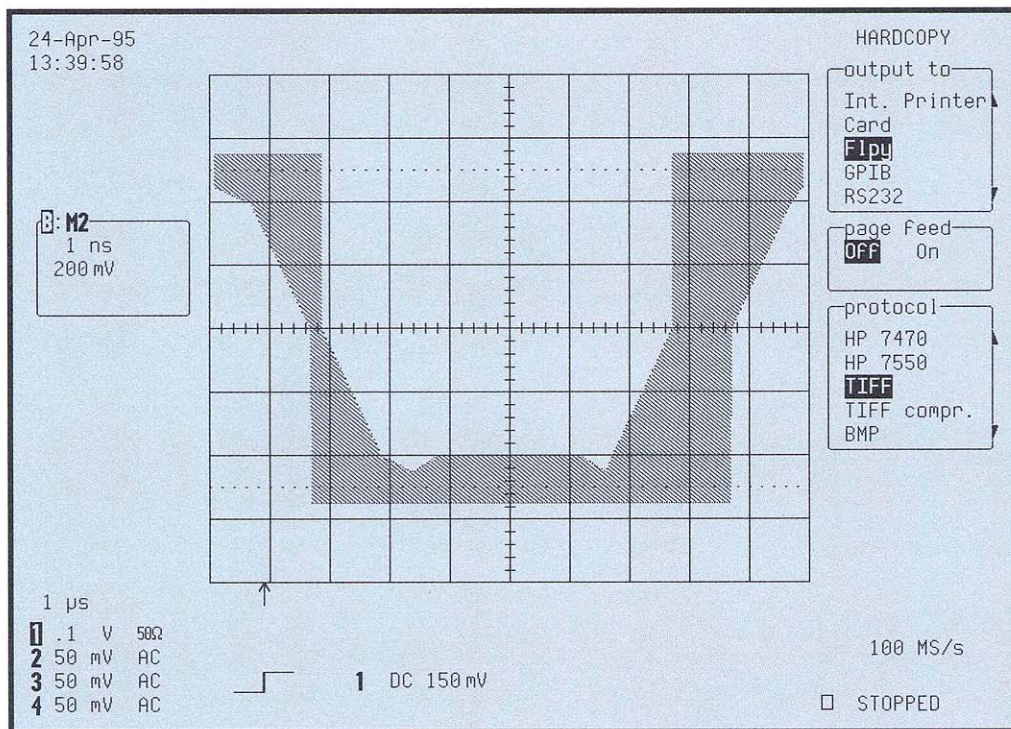 24-Apr-95
13:39:58
HARDCOPY
output to
Int. Printer
Card
Flpy
GPIB
RS232
page feed
Off On
protocol
HP 7470
HP 7550
TIFF
TIFF compr.
BMP
B: M2
1 ns
200 mV
1 µs
1 .1 V 50Ω
2 50 mV AC
3 50 mV AC
4 50 mV AC
1 DC 150 mV
100 MS/s
STOPPED